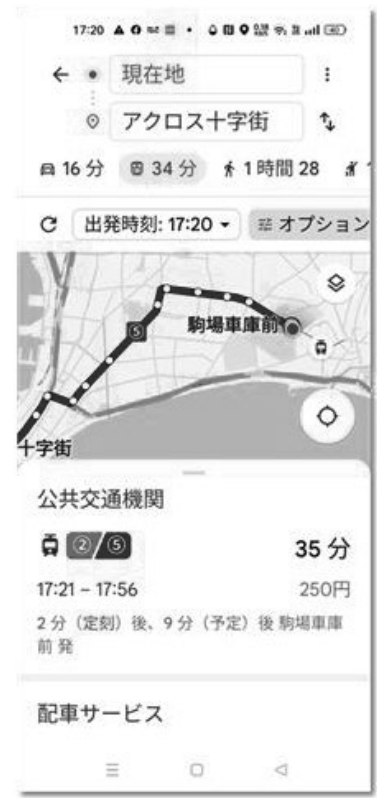 17:20
現在地
アクロス十字街
16 分 34 分 1 時間 28
出発時刻: 17:20 オプション
⑤
駒場車庫前
十字街
公共交通機関
②/⑤ 35 分
17:21 – 17:56 250円
2 分（定刻）後、9 分（予定）後 駒場車庫
前 発
配車サービス